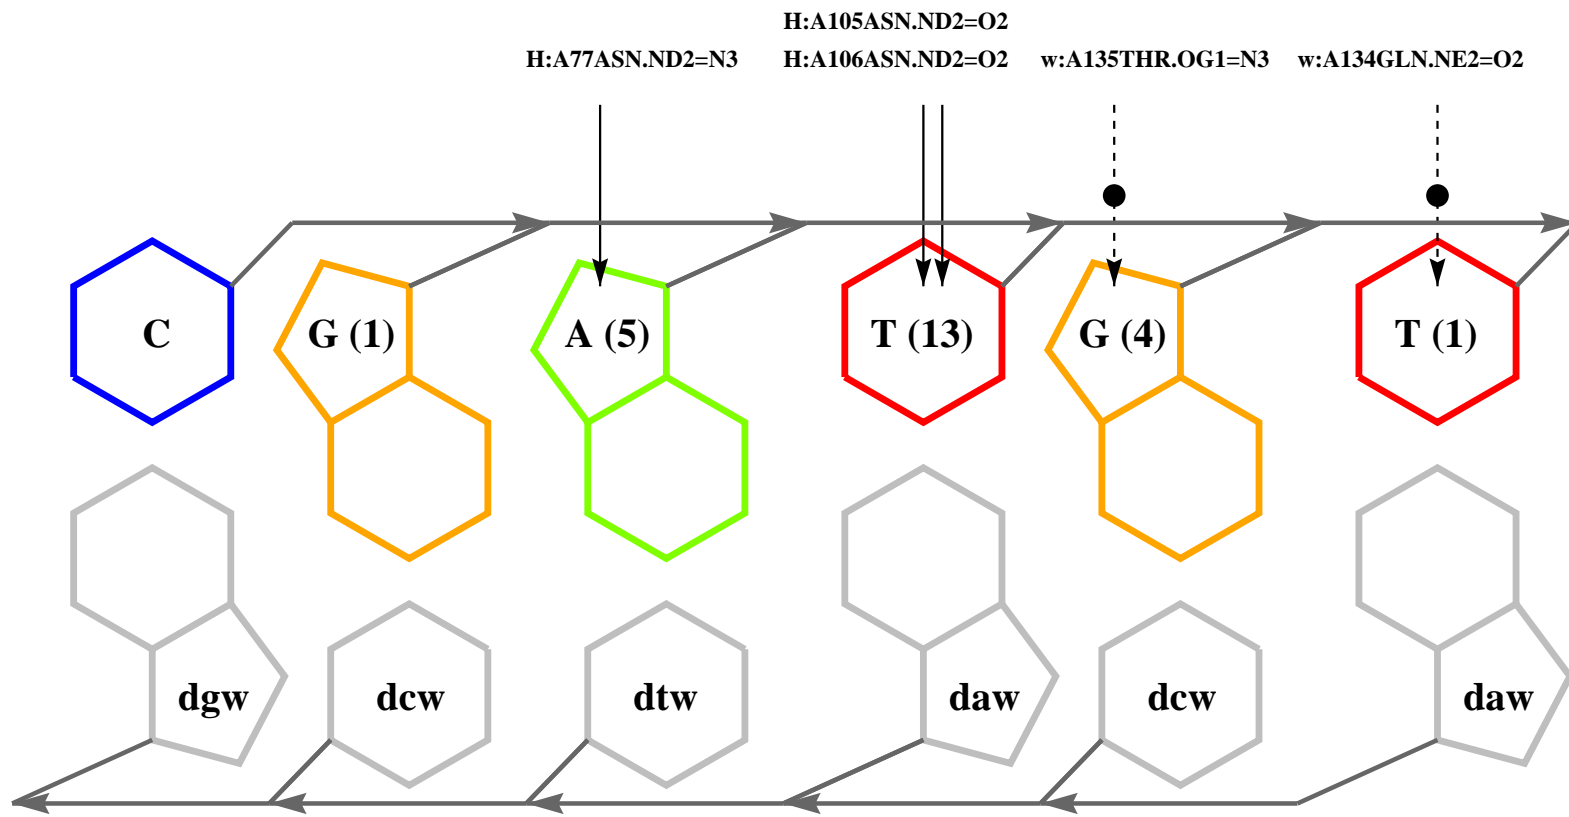 H:A105ASN.ND2=O2
H:A77ASN.ND2=N3 H:A106ASN.ND2=O2 w:A135THR.OG1=N3 w:A134GLN.NE2=O2
C G (1) A (5) T (13) G (4) T (1)
dgw dcw dtw daw dcw daw